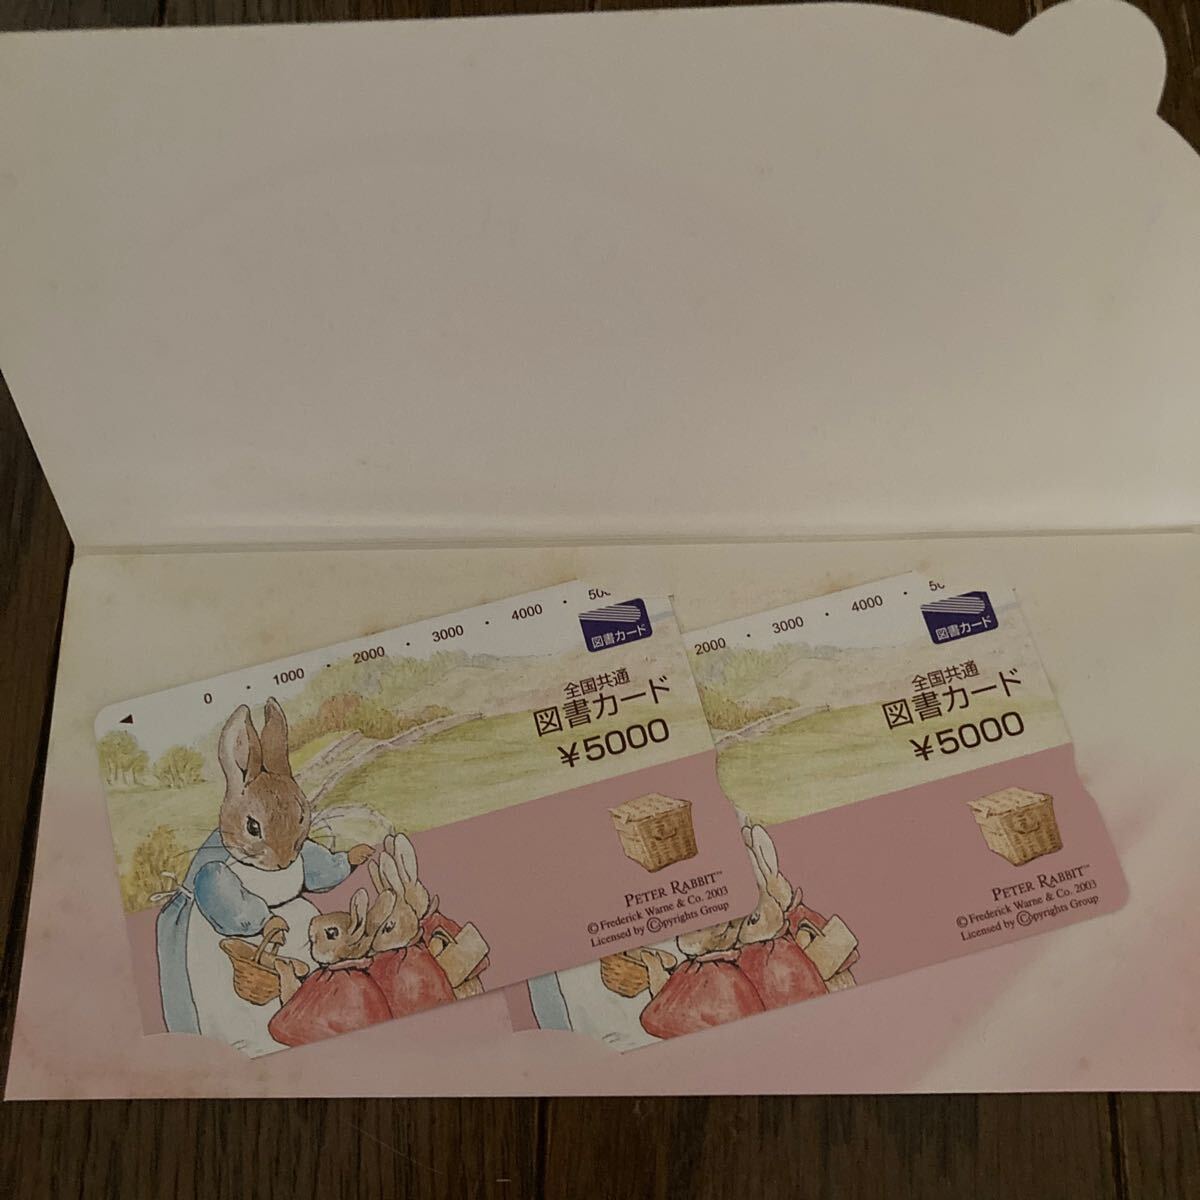 0 · 1000 · 2000 · 3000 · 4000 ·
図書カード
全国共通
図書カード
¥5000
PETER RABBIT™
© Frederick Warne & Co. 2003
Licensed by ©opyrights Group
2000 · 3000 · 4000 ·
図書カード
全国共通
図書カード
¥5000
PETER RABBIT™
© Frederick Warne & Co. 2003
Licensed by ©opyrights Group